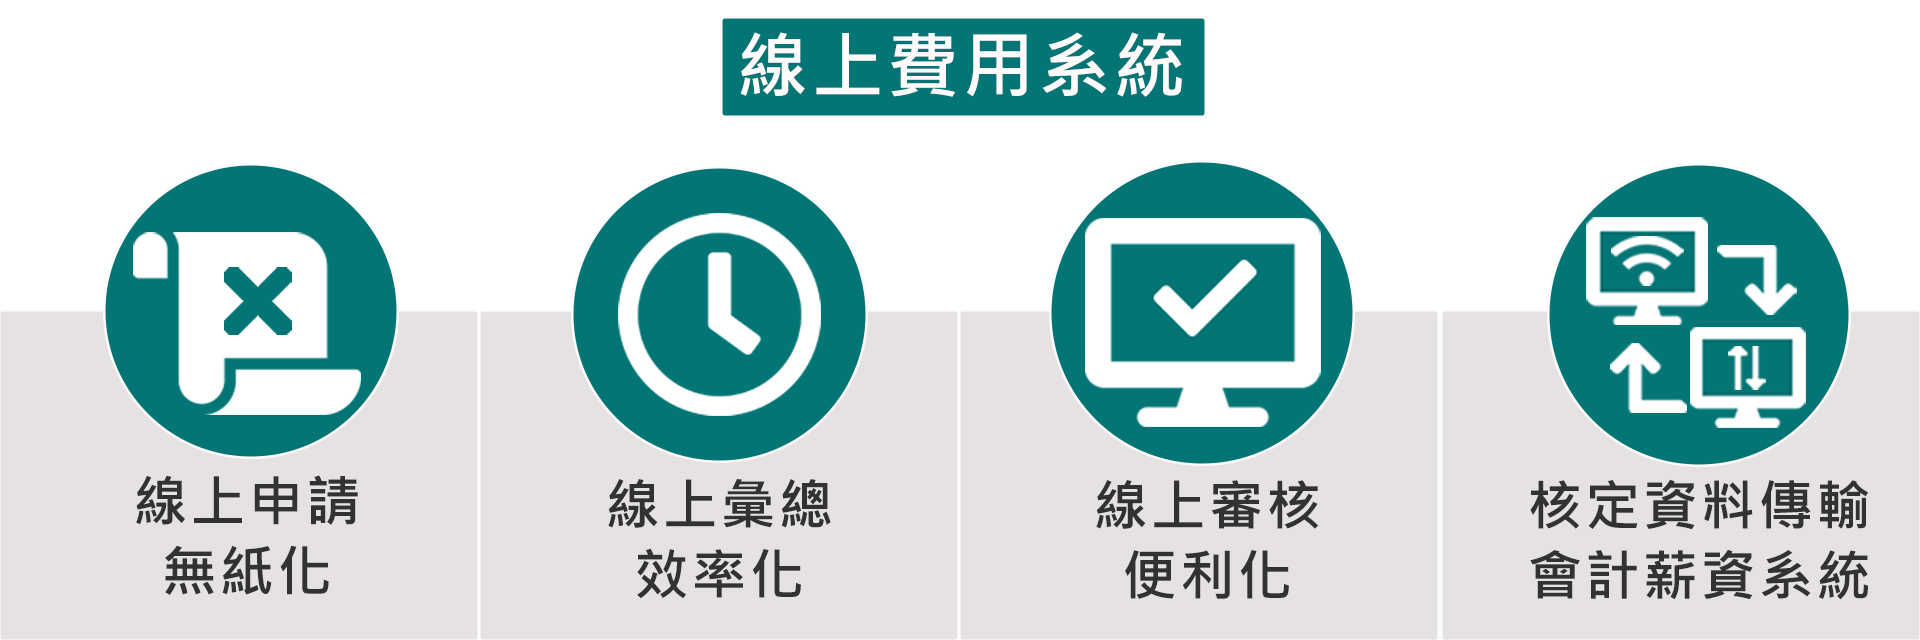 線上費用系統
線上申請
無紙化
線上彙總
效率化
線上審核
便利化
核定資料傳輸
會計薪資系統